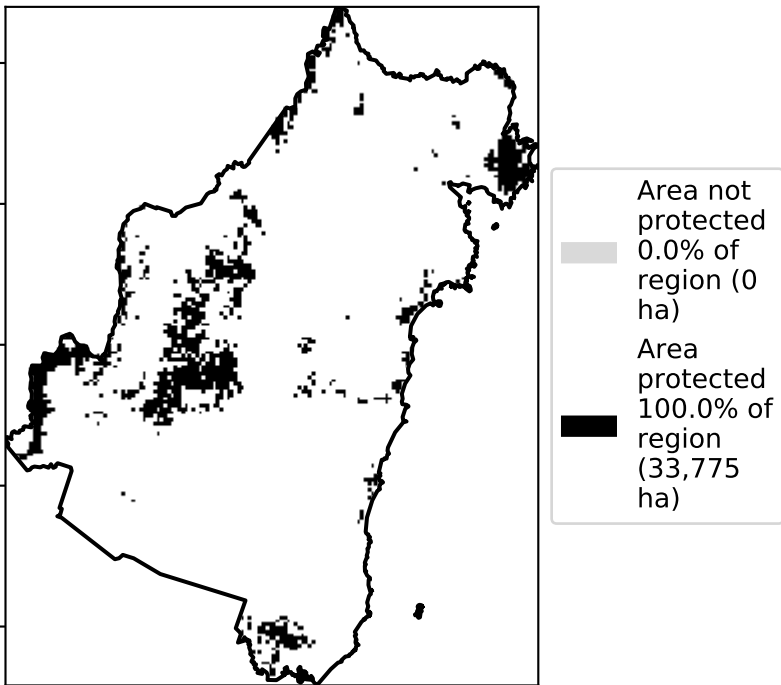 Area not
protected
0.0% of
region (0
ha)
Area
protected
100.0% of
region
(33,775
ha)